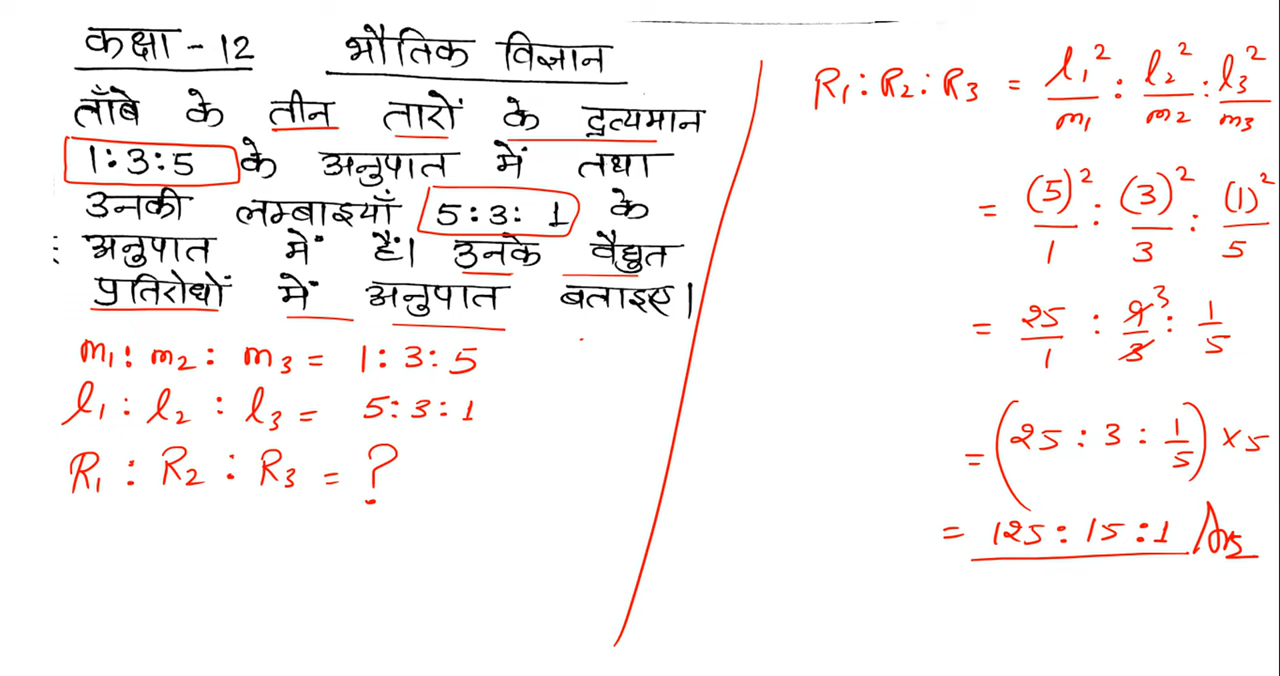 कक्षा - 12 भौतिक विज्ञान
ताँबे के तीन तारों के द्रव्यमान
1:3:5 के अनुपात में तथा
उनकी लम्बाइयाँ 5:3:1 के
अनुपात में हैं। उनके वैद्युत
प्रतिरोधों में अनुपात बताइए।
m₁ : m₂ : m₃ = 1:3:5
l₁ : l₂ : l₃ = 5:3:1
R₁ : R₂ : R₃ = ?
R₁ : R₂ : R₃ = l₁²/m₁ : l₂²/m₂ : l₃²/m₃
= (5)²/1 : (3)²/3 : (1)²/5
= 25/1 : 9/3 3 : 1/5
= (25 : 3 : 1/5) × 5
= 125 : 15 : 1 Ans